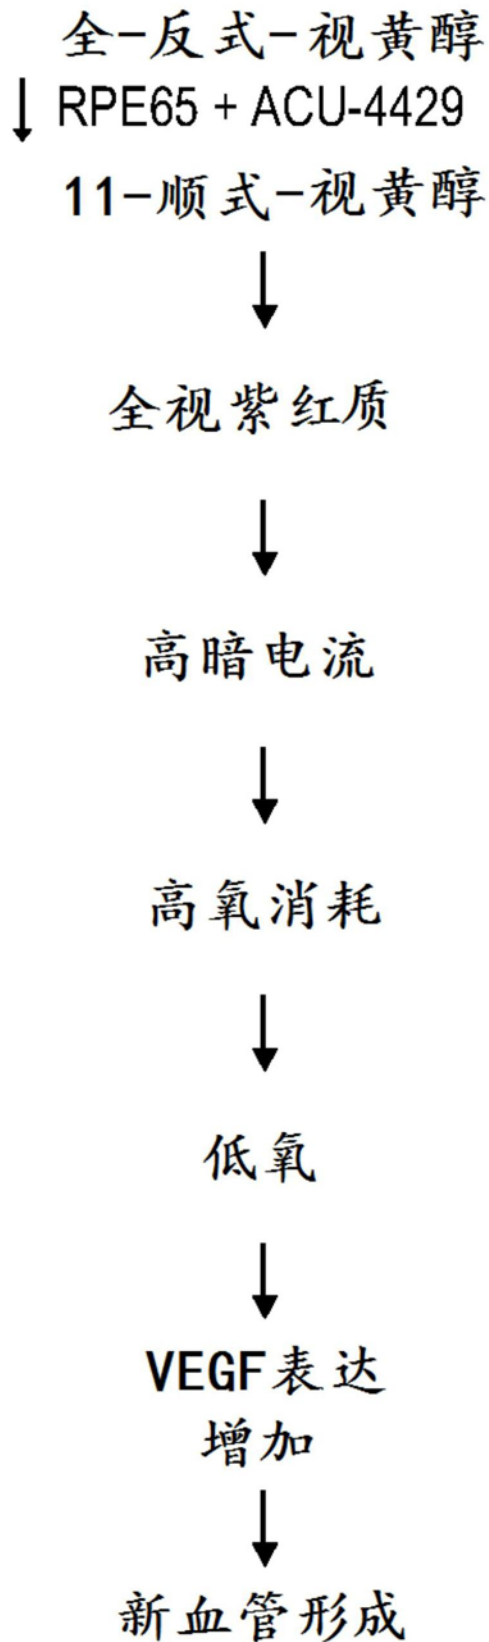 全-反式-视黄醇
RPE65 + ACU-4429
11-顺式-视黄醇
全视紫红质
高暗电流
高氧消耗
低氧
VEGF表达
增加
新血管形成